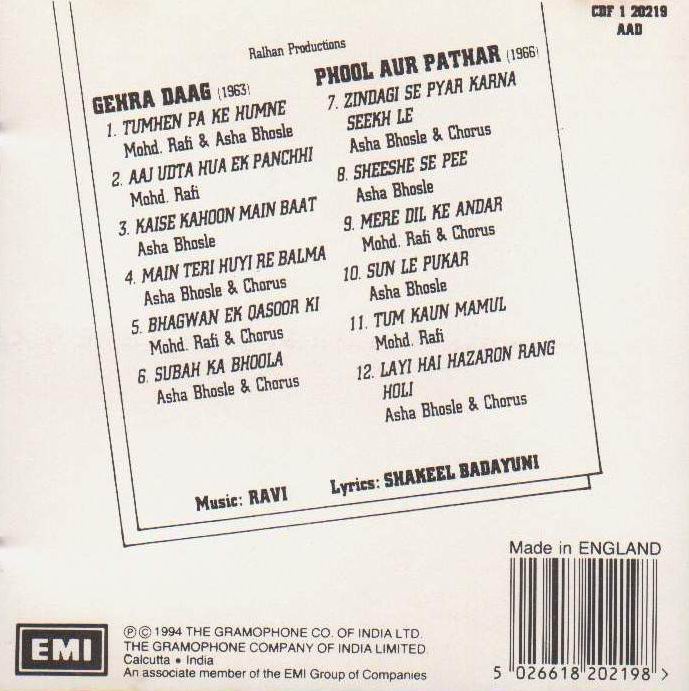 CDF 1 20219
AAD
Ralhan Productions
GEHRA DAAG (1963)
1. TUMHEN PA KE HUMNE
Mohd. Rafi & Asha Bhosle
2. AAJ UDTA HUA EK PANCHHI
Mohd. Rafi
3. KAISE KAHOON MAIN BAAT
Asha Bhosle
4. MAIN TERI HUYI RE BALMA
Asha Bhosle & Chorus
5. BHAGWAN EK QASOOR KI
Mohd. Rafi & Chorus
6. SUBAH KA BHOOLA
Asha Bhosle & Chorus
PHOOL AUR PATHAR (1966)
7. ZINDAGI SE PYAR KARNA
SEEKH LE
Asha Bhosle & Chorus
8. SHEESHE SE PEE
Asha Bhosle
9. MERE DIL KE ANDAR
Mohd. Rafi & Chorus
10. SUN LE PUKAR
Asha Bhosle
11. TUM KAUN MAMUL
Mohd. Rafi
12. LAYI HAI HAZARON RANG
HOLI
Asha Bhosle & Chorus
Music: RAVI Lyrics: SHAKEEL BADAYUNI
Made in ENGLAND
5 026618 202198 >
EMI
℗ © 1994 THE GRAMOPHONE CO. OF INDIA LTD.
THE GRAMOPHONE COMPANY OF INDIA LIMITED
Calcutta • India
An associate member of the EMI Group of Companies